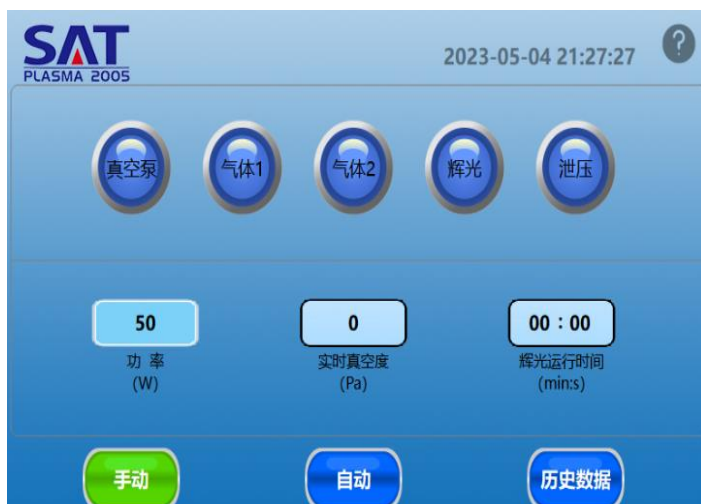 SAT
PLASMA 2005
2023-05-04 21:27:27
?
真空泵 气体1 气体2 辉光 泄压
50 0 00 : 00
功 率 实时真空度 辉光运行时间
(W) (Pa) (min:s)
手动 自动 历史数据